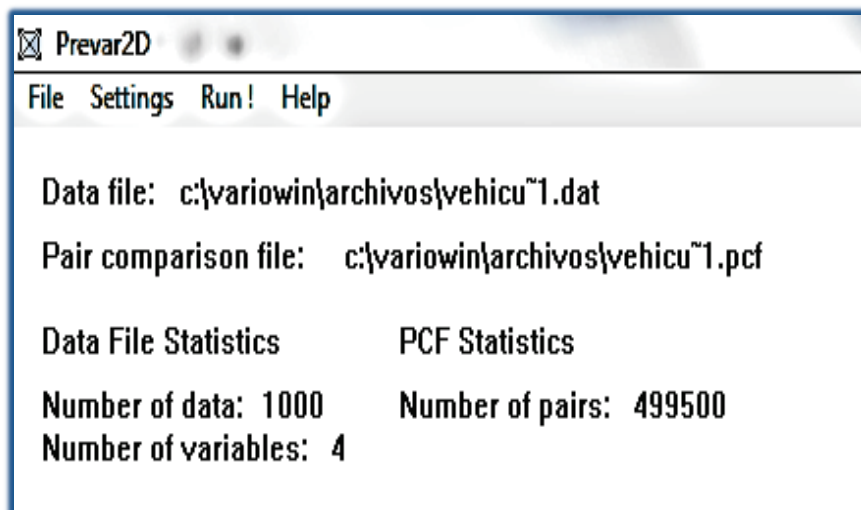 Prevar2D
File Settings Run! Help
Data file: c:\variowin\archivos\vehicu~1.dat
Pair comparison file: c:\variowin\archivos\vehicu~1.pcf
Data File Statistics PCF Statistics
Number of data: 1000 Number of pairs: 499500
Number of variables: 4